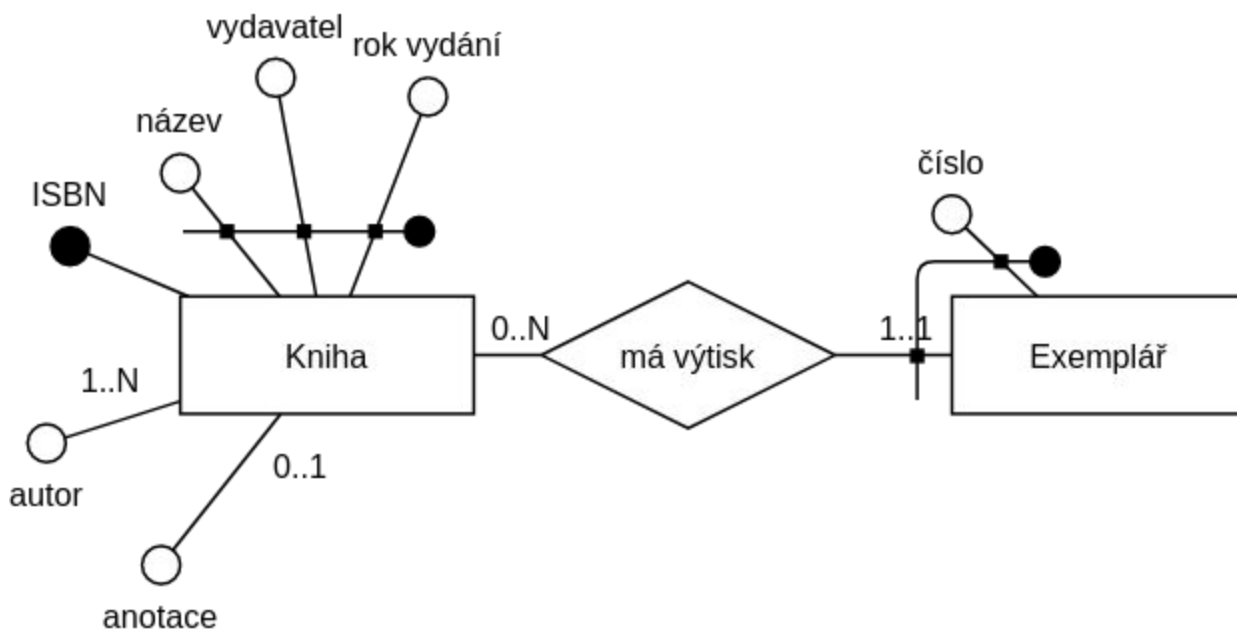 vydavatel
rok vydání
název
ISBN
číslo
Kniha
0..N
má výtisk
1..1
Exemplář
1..N
autor
0..1
anotace